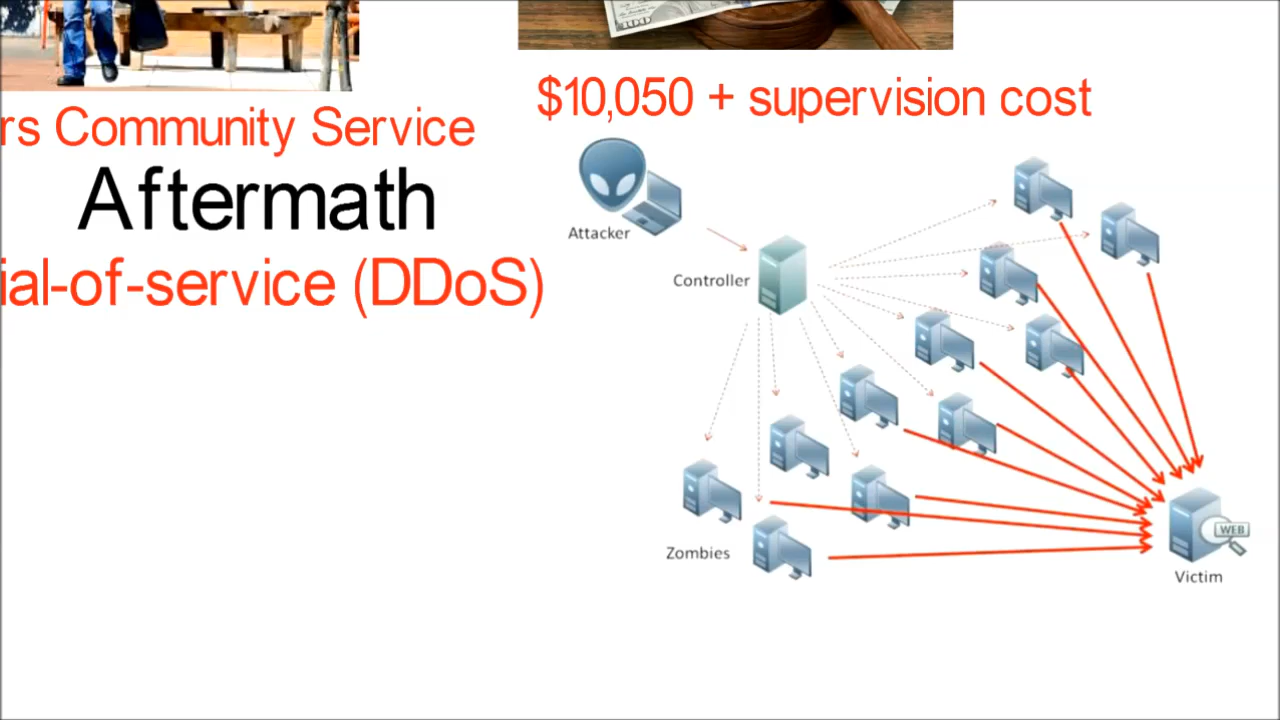 $10,050 + supervision cost
rs Community Service
Aftermath
ial-of-service (DDoS)
Attacker
Controller
Zombies
WEB
Victim